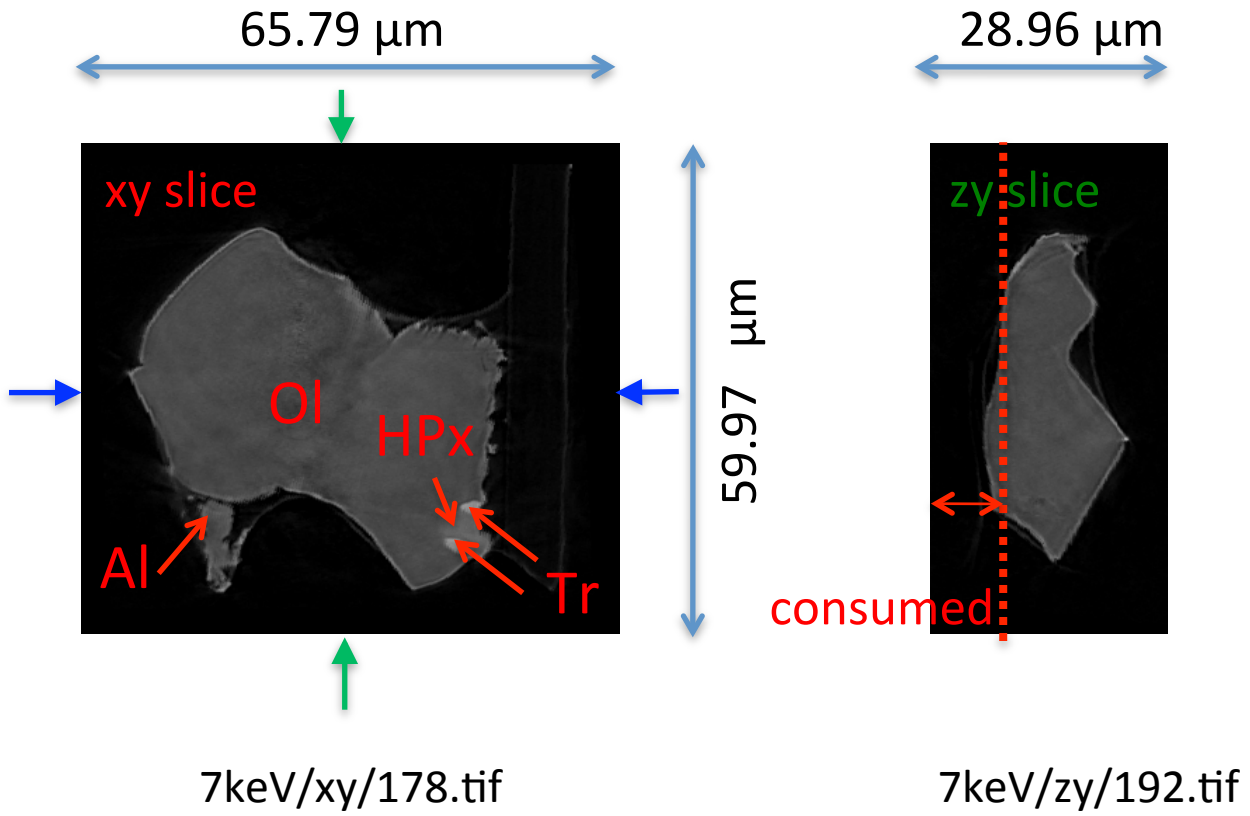 65.79 µm
28.96 µm
xy slice
zy slice
59.97 µm
Ol
HPx
Al
Tr
consumed
7keV/xy/178.tif
7keV/zy/192.tif